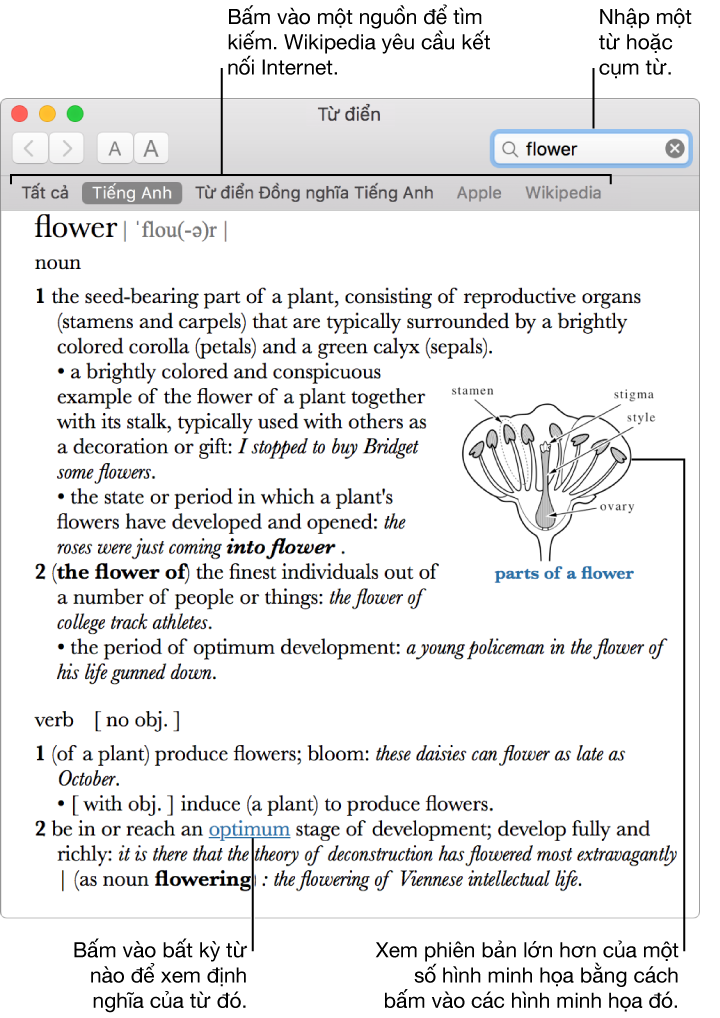 Bấm vào một nguồn để tìm
kiếm. Wikipedia yêu cầu kết
nối Internet.
Nhập một
từ hoặc
cụm từ.
Từ điển
A A
flower
Tất cả Tiếng Anh Từ điển Đồng nghĩa Tiếng Anh Apple Wikipedia
flower | ˈflou(-ə)r |
noun
1 the seed-bearing part of a plant, consisting of reproductive organs
(stamens and carpels) that are typically surrounded by a brightly
colored corolla (petals) and a green calyx (sepals).
• a brightly colored and conspicuous
example of the flower of a plant together
with its stalk, typically used with others as
a decoration or gift: I stopped to buy Bridget
some flowers.
• the state or period in which a plant's
flowers have developed and opened: the
roses were just coming into flower .
stamen
stigma
style
ovary
parts of a flower
2 (the flower of) the finest individuals out of
a number of people or things: the flower of
college track athletes.
• the period of optimum development: a young policeman in the flower of
his life gunned down.
verb [ no obj. ]
1 (of a plant) produce flowers; bloom: these daisies can flower as late as
October.
• [ with obj. ] induce (a plant) to produce flowers.
2 be in or reach an optimum stage of development; develop fully and
richly: it is there that the theory of deconstruction has flowered most extravagantly
| (as noun flowering) : the flowering of Viennese intellectual life.
Bấm vào bất kỳ từ
nào để xem định
nghĩa của từ đó.
Xem phiên bản lớn hơn của một
số hình minh họa bằng cách
bấm vào các hình minh họa đó.